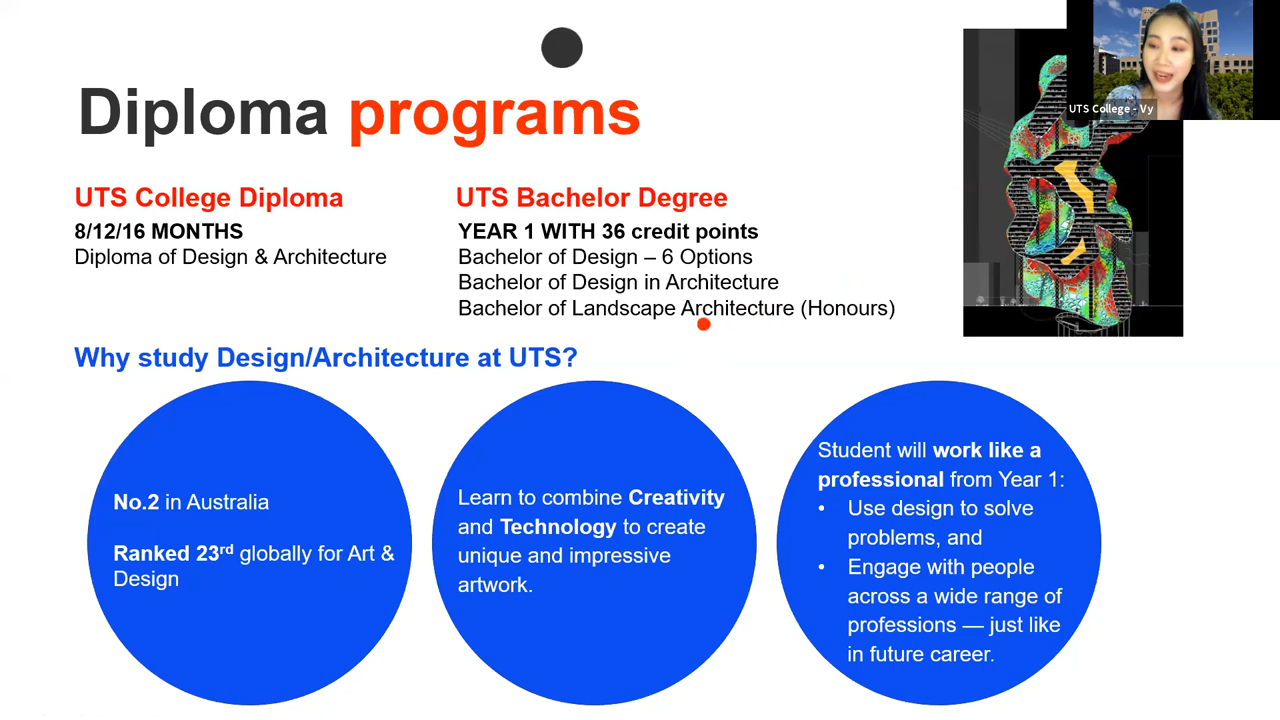 Diploma programs
UTS College - Vy
UTS College Diploma
8/12/16 MONTHS
Diploma of Design & Architecture
UTS Bachelor Degree
YEAR 1 WITH 36 credit points
Bachelor of Design – 6 Options
Bachelor of Design in Architecture
Bachelor of Landscape Architecture (Honours)
Why study Design/Architecture at UTS?
No.2 in Australia
Ranked 23rd globally for Art &
Design
Learn to combine Creativity
and Technology to create
unique and impressive
artwork.
Student will work like a
professional from Year 1:
• Use design to solve
problems, and
• Engage with people
across a wide range of
professions — just like
in future career.